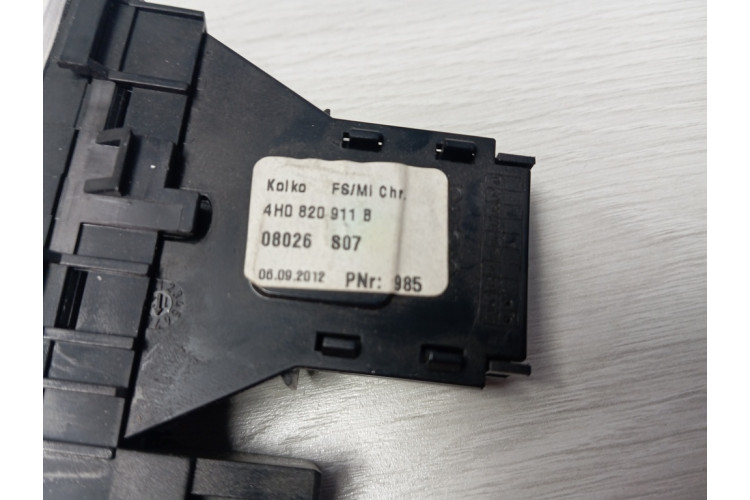 Kolko FS/Mi Chr.
4H0 820 911 B
08026 S07
06.09.2012 PNr: 985